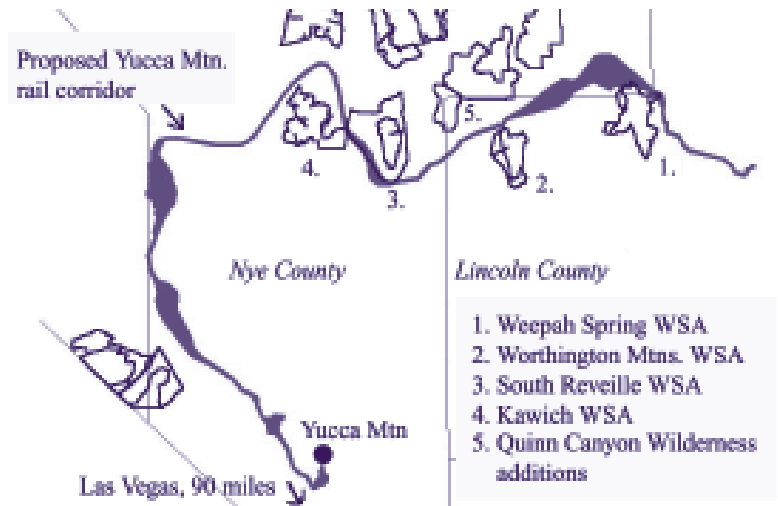 Proposed Yucca Mtn.
rail corridor
5.
4.
3.
2.
1.
Nye County
Lincoln County
1. Weepah Spring WSA
2. Worthington Mtns. WSA
3. South Reveille WSA
4. Kawich WSA
5. Quinn Canyon Wilderness
additions
Yucca Mtn
Las Vegas, 90 miles